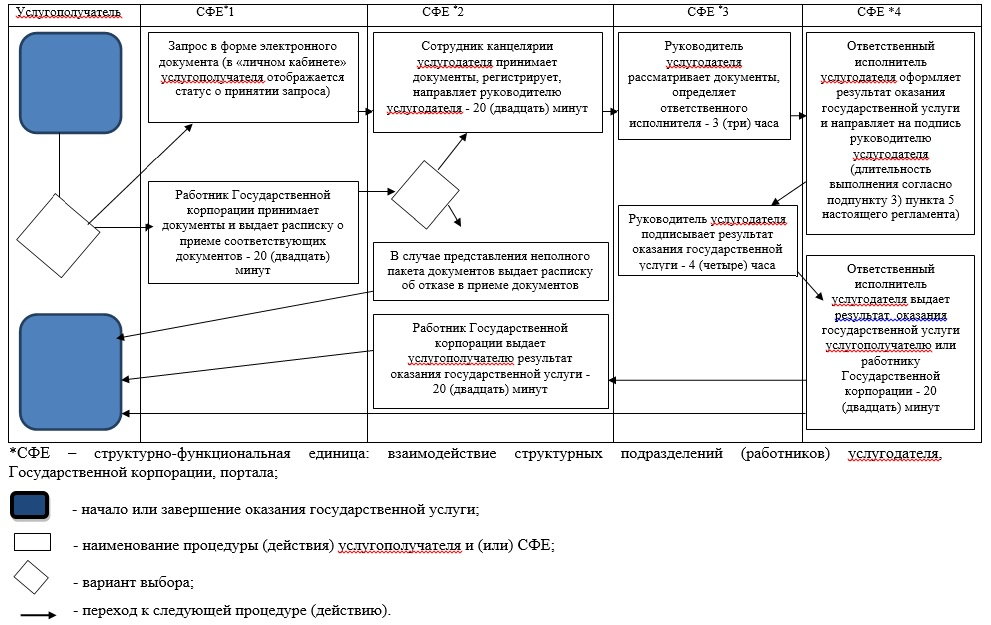 Услугополучатель
СФЕ*1
СФЕ *2
СФЕ *3
СФЕ *4
Запрос в форме электронного
документа (в «личном кабинете»
услугополучателя отображается
статус о принятии запроса)
Сотрудник канцелярии
услугодателя принимает
документы, регистрирует,
направляет руководителю
услугодателя - 20 (двадцать) минут
Руководитель
услугодателя
рассматривает документы,
определяет
ответственного
исполнителя - 3 (три) часа
Ответственный
исполнитель
услугодателя оформляет
результат оказания
государственной услуги
и направляет на подпись
руководителю
услугодателя
(длительность
выполнения согласно
подпункту 3) пункта 5
настоящего регламента)
Работник Государственной
корпорации принимает
документы и выдает расписку о
приеме соответствующих
документов - 20 (двадцать)
минут
Руководитель услугодателя
подписывает результат
оказания государственной
услуги - 4 (четыре) часа
В случае представления неполного
пакета документов выдает расписку
об отказе в приеме документов
Ответственный
исполнитель
услугодателя выдает
результат оказания
государственной услуги
услугополучателю или
работнику
Государственной
корпорации - 20
(двадцать) минут
Работник Государственной
корпорации выдает
услугополучателю результат
оказания государственной услуги -
20 (двадцать) минут
*СФЕ – структурно-функциональная единица: взаимодействие структурных подразделений (работников) услугодателя,
Государственной корпорации, портала;
- начало или завершение оказания государственной услуги;
- наименование процедуры (действия) услугополучателя и (или) СФЕ;
- вариант выбора;
- переход к следующей процедуре (действию).